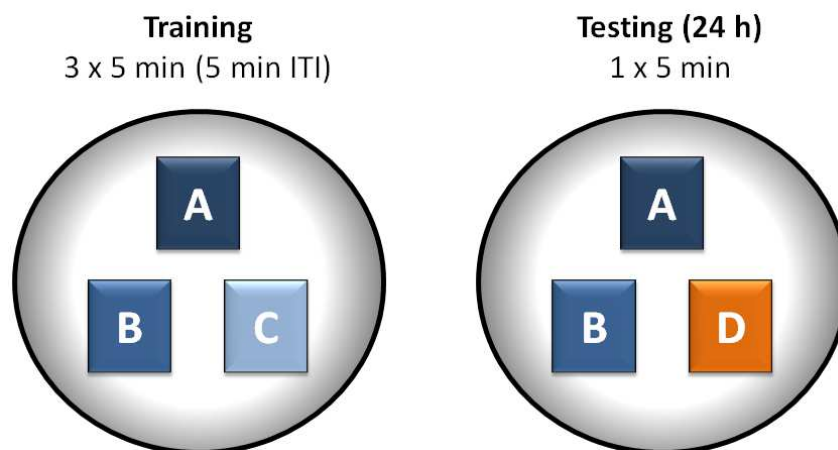 Training
3 x 5 min (5 min ITI)
A
B C
Testing (24 h)
1 x 5 min
A
B D